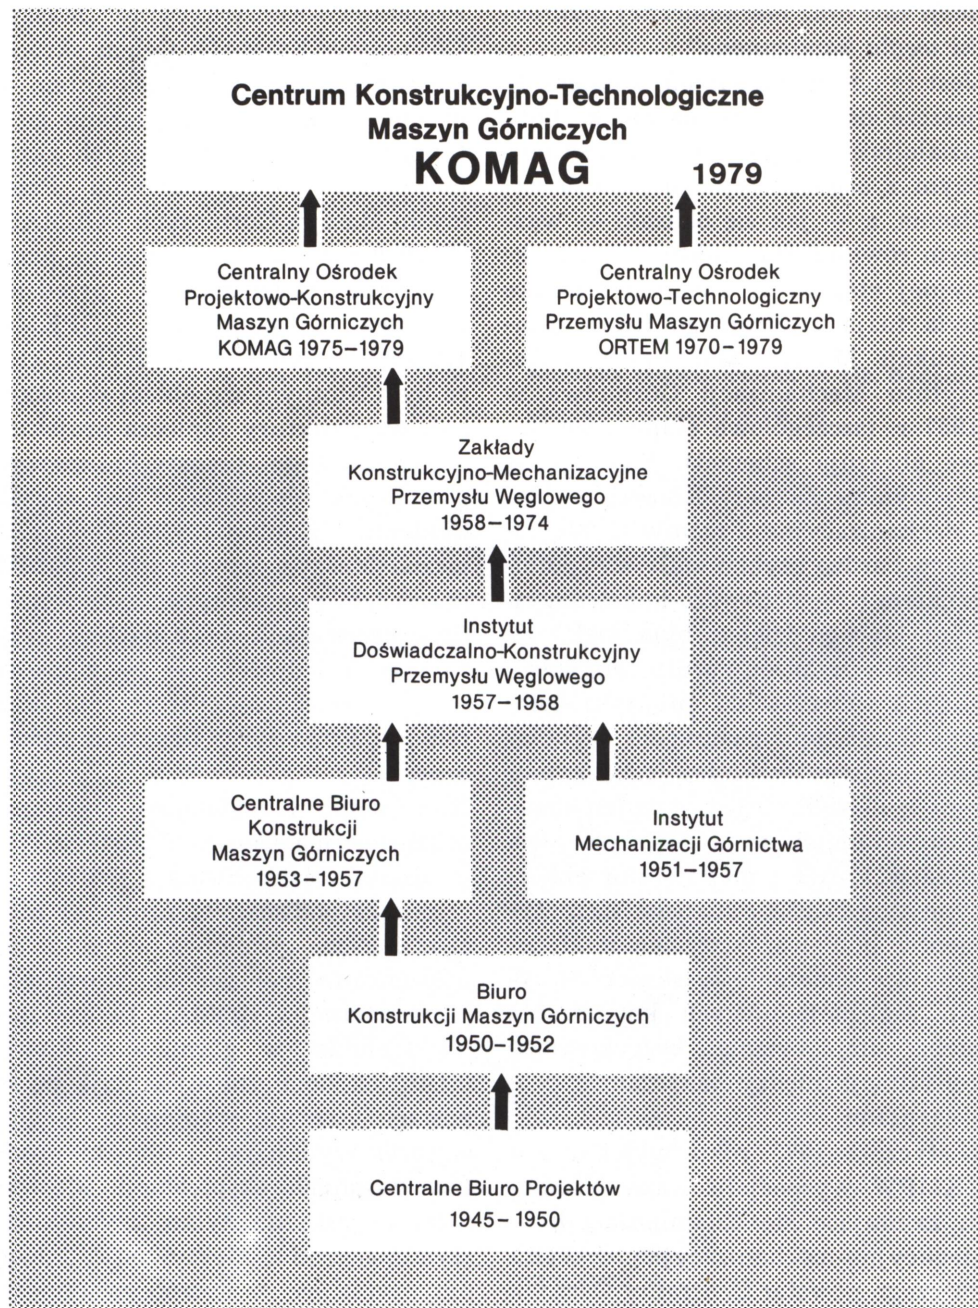 Centrum Konstrukcyjno-Technologiczne
Maszyn Górniczych
KOMAG 1979
Centralny Ośrodek
Projektowo-Konstrukcyjny
Maszyn Górniczych
KOMAG 1975–1979
Centralny Ośrodek
Projektowo-Technologiczny
Przemysłu Maszyn Górniczych
ORTEM 1970–1979
Zakłady
Konstrukcyjno-Mechanizacyjne
Przemysłu Węglowego
1958–1974
Instytut
Doświadczalno-Konstrukcyjny
Przemysłu Węglowego
1957–1958
Centralne Biuro
Konstrukcji
Maszyn Górniczych
1953–1957
Instytut
Mechanizacji Górnictwa
1951–1957
Biuro
Konstrukcji Maszyn Górniczych
1950–1952
Centralne Biuro Projektów
1945–1950